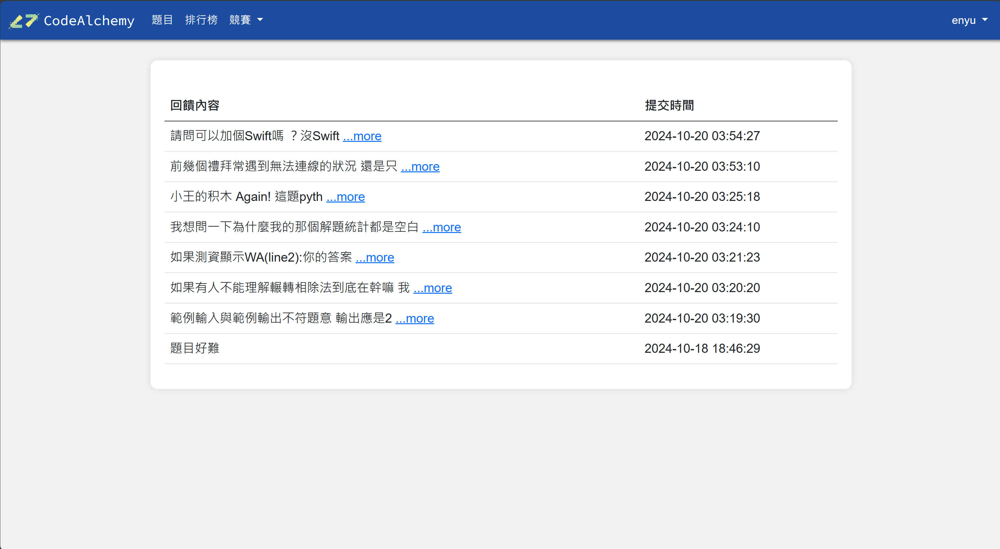 CodeAlchemy 題目 排行榜 競賽 enyu
回饋內容 提交時間
請問可以加個Swift嗎 ？沒Swift ...more 2024-10-20 03:54:27
前幾個禮拜常遇到無法連線的狀況 還是只 ...more 2024-10-20 03:53:10
小王的积木 Again! 這題pyth ...more 2024-10-20 03:25:18
我想問一下為什麼我的那個解題統計都是空白 ...more 2024-10-20 03:24:10
如果測資顯示WA(line2):你的答案 ...more 2024-10-20 03:21:23
如果有人不能理解輾轉相除法到底在幹嘛 我 ...more 2024-10-20 03:20:20
範例輸入與範例輸出不符題意 輸出應是2 ...more 2024-10-20 03:19:30
題目好難 2024-10-18 18:46:29